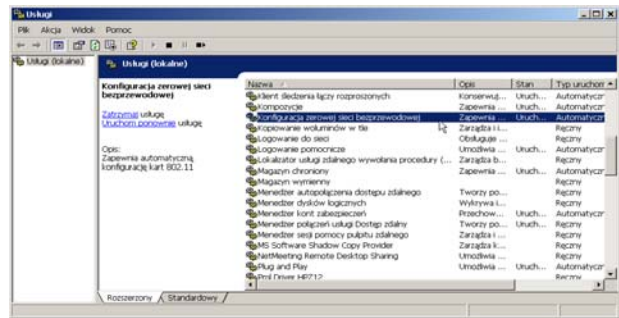 Usługi
Plik Akcja Widok Pomoc
Usługi (lokalne)
Usługi (lokalne)
Konfiguracja zerowej sieci bezprzewodowej
Zatrzymaj usługę
Uruchom ponownie usługę
Opis:
Zapewnia automatyczną
konfigurację kart 802.11
Nazwa Opis Stan Typ uruchom
Klient śledzenia łączy rozproszonych Konserwuj... Uruch... Automatyczn
Kompozycje Zapewnia ... Uruch... Automatyczn
Konfiguracja zerowej sieci bezprzewodowej Zapewnia ... Uruch... Automatyczn
Kopiowanie woluminów w tle Zarządza i i... Ręczny
Logowanie do sieci Obsługuje ... Ręczny
Logowanie pomocnicze Umożliwia ... Uruch... Automatyczn
Lokalizator usługi zdalnego wywołania procedury (... Zarządza b... Ręczny
Magazyn chroniony Zapewnia ... Uruch... Automatyczn
Magazyn wymienny Ręczny
Menedżer autopołączenia dostępu zdalnego Tworzy po... Ręczny
Menedżer dysków logicznych Wykrywa i... Ręczny
Menedżer kont zabezpieczeń Przechow... Uruch... Automatyczn
Menedżer połączeń usługi Dostęp zdalny Tworzy po... Uruch... Ręczny
Menedżer sesji pomocy pulpitu zdalnego Zarządza i ... Ręczny
MS Software Shadow Copy Provider Zarządza k... Ręczny
NetMeeting Remote Desktop Sharing Umożliwia ... Ręczny
Plug and Play Umożliwia ... Uruch... Automatyczn
Pml Driver HPZ12 Ręczny
Rozszerzony Standardowy